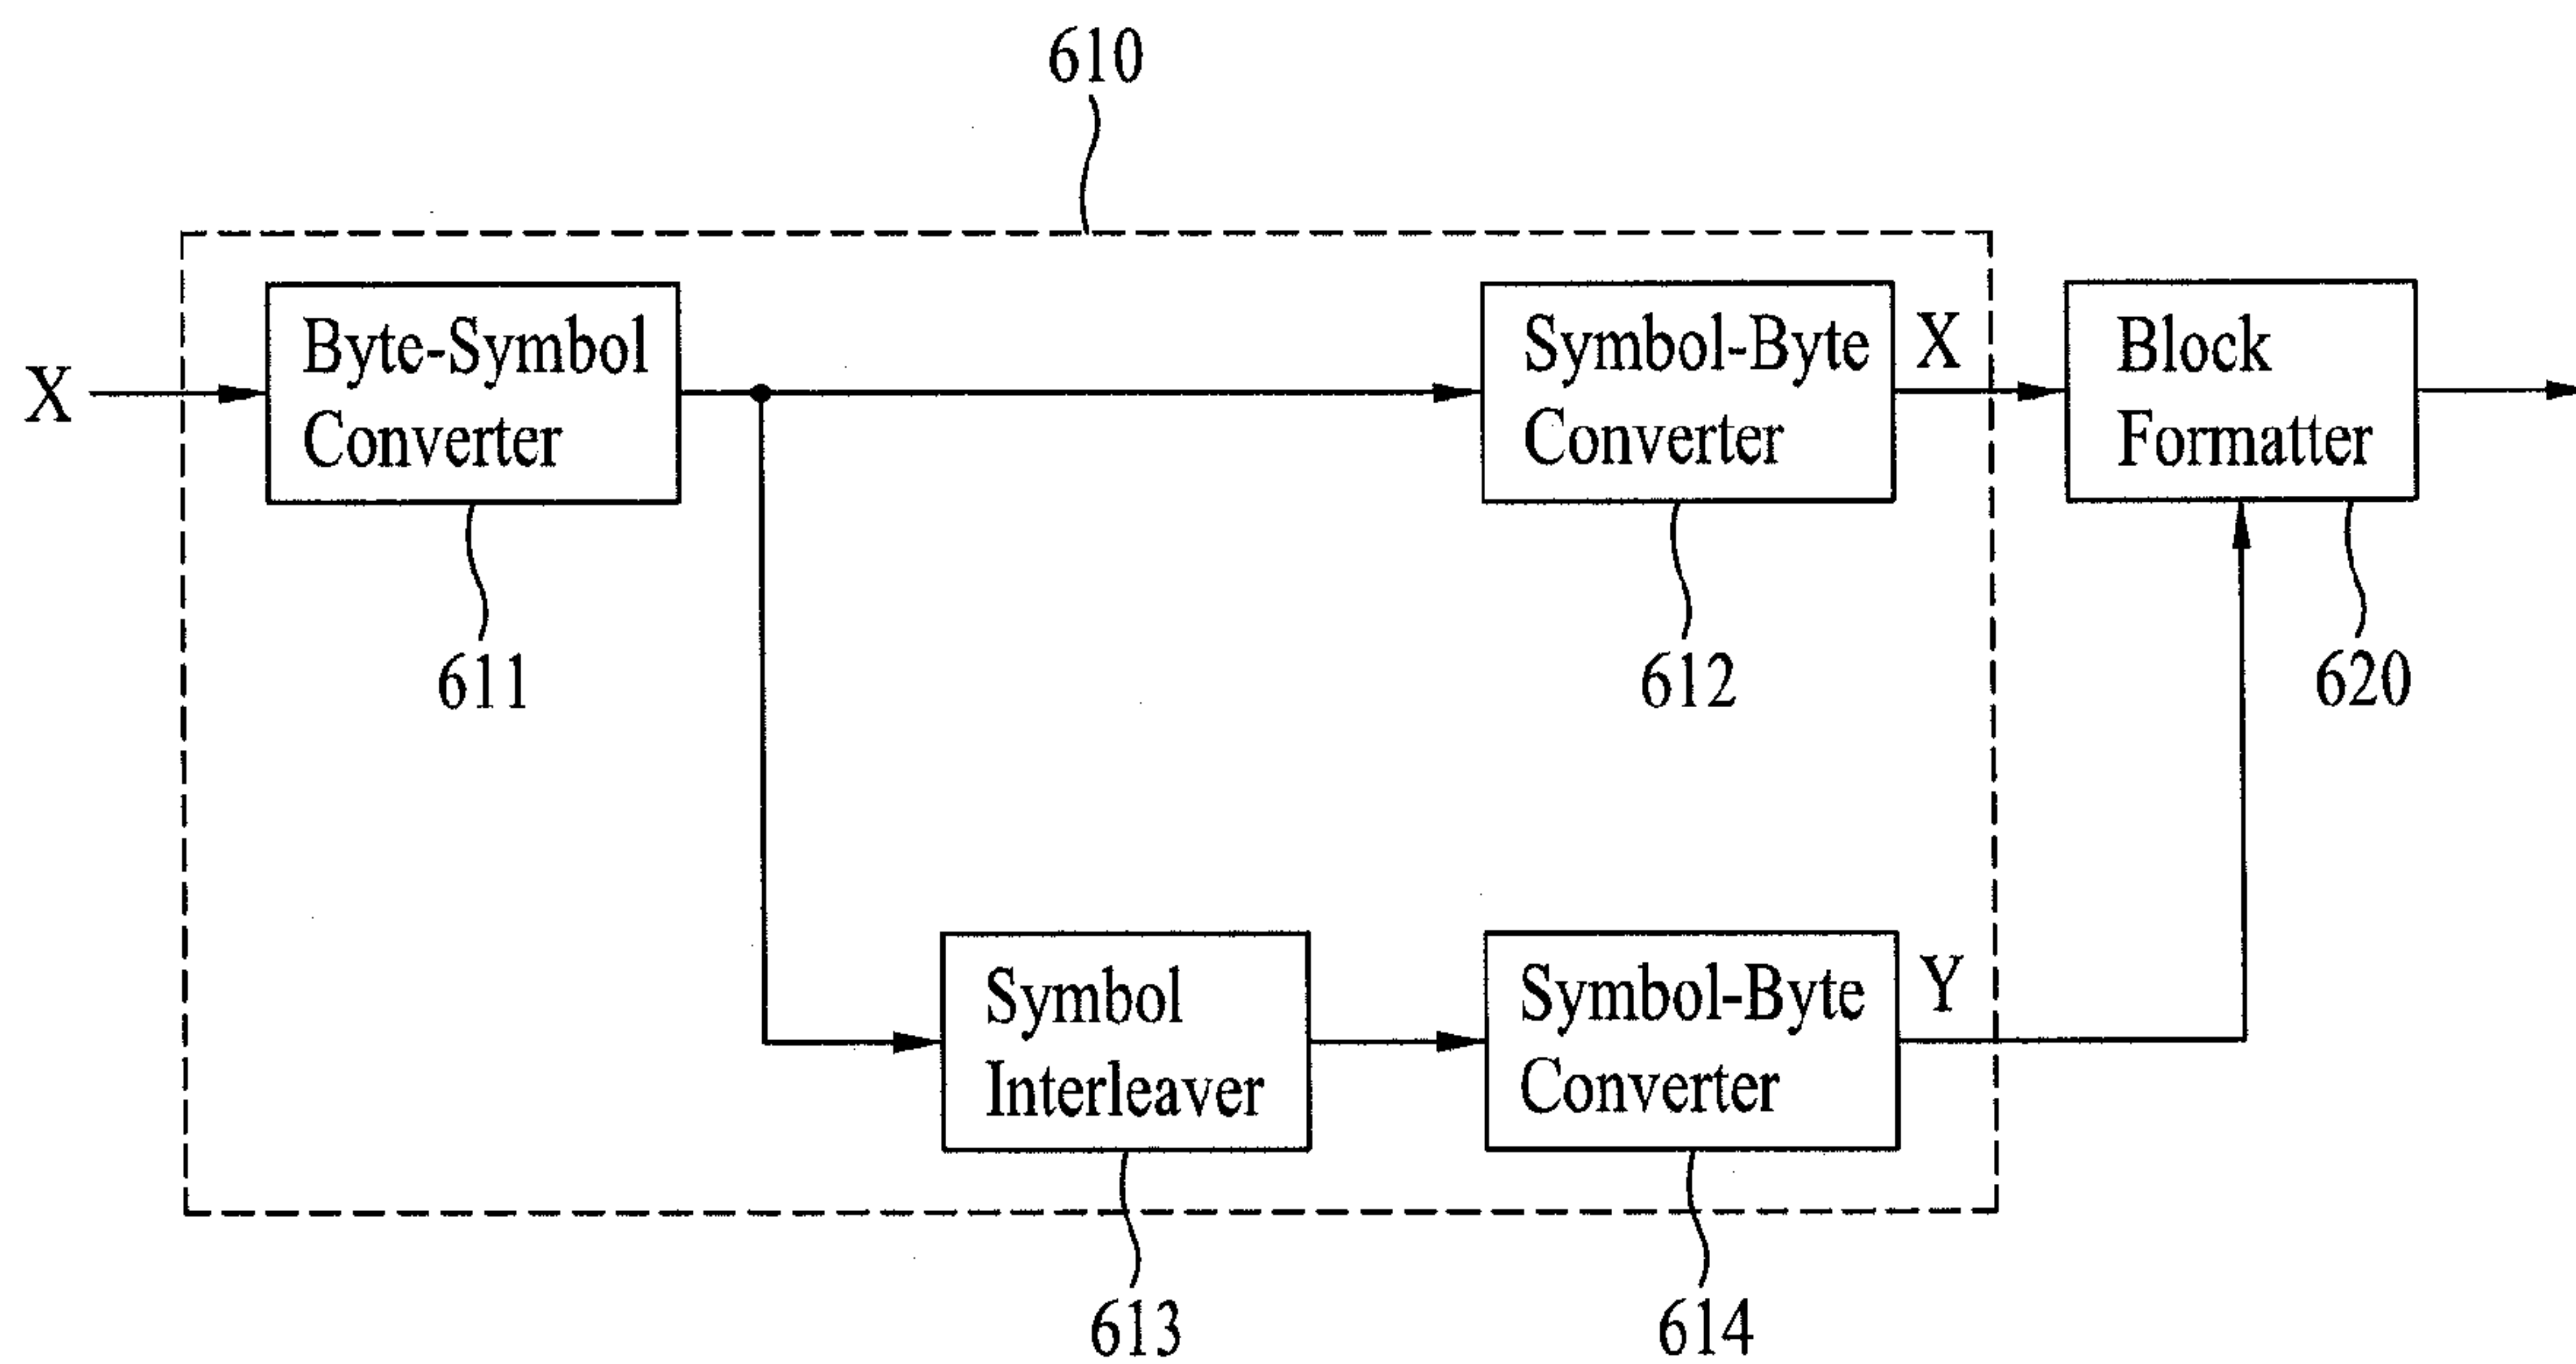 610
X
Byte-Symbol
Converter
611
Symbol-Byte
Converter
612
X
Block
Formatter
620
Symbol
Interleaver
613
Symbol-Byte
Converter
614
Y